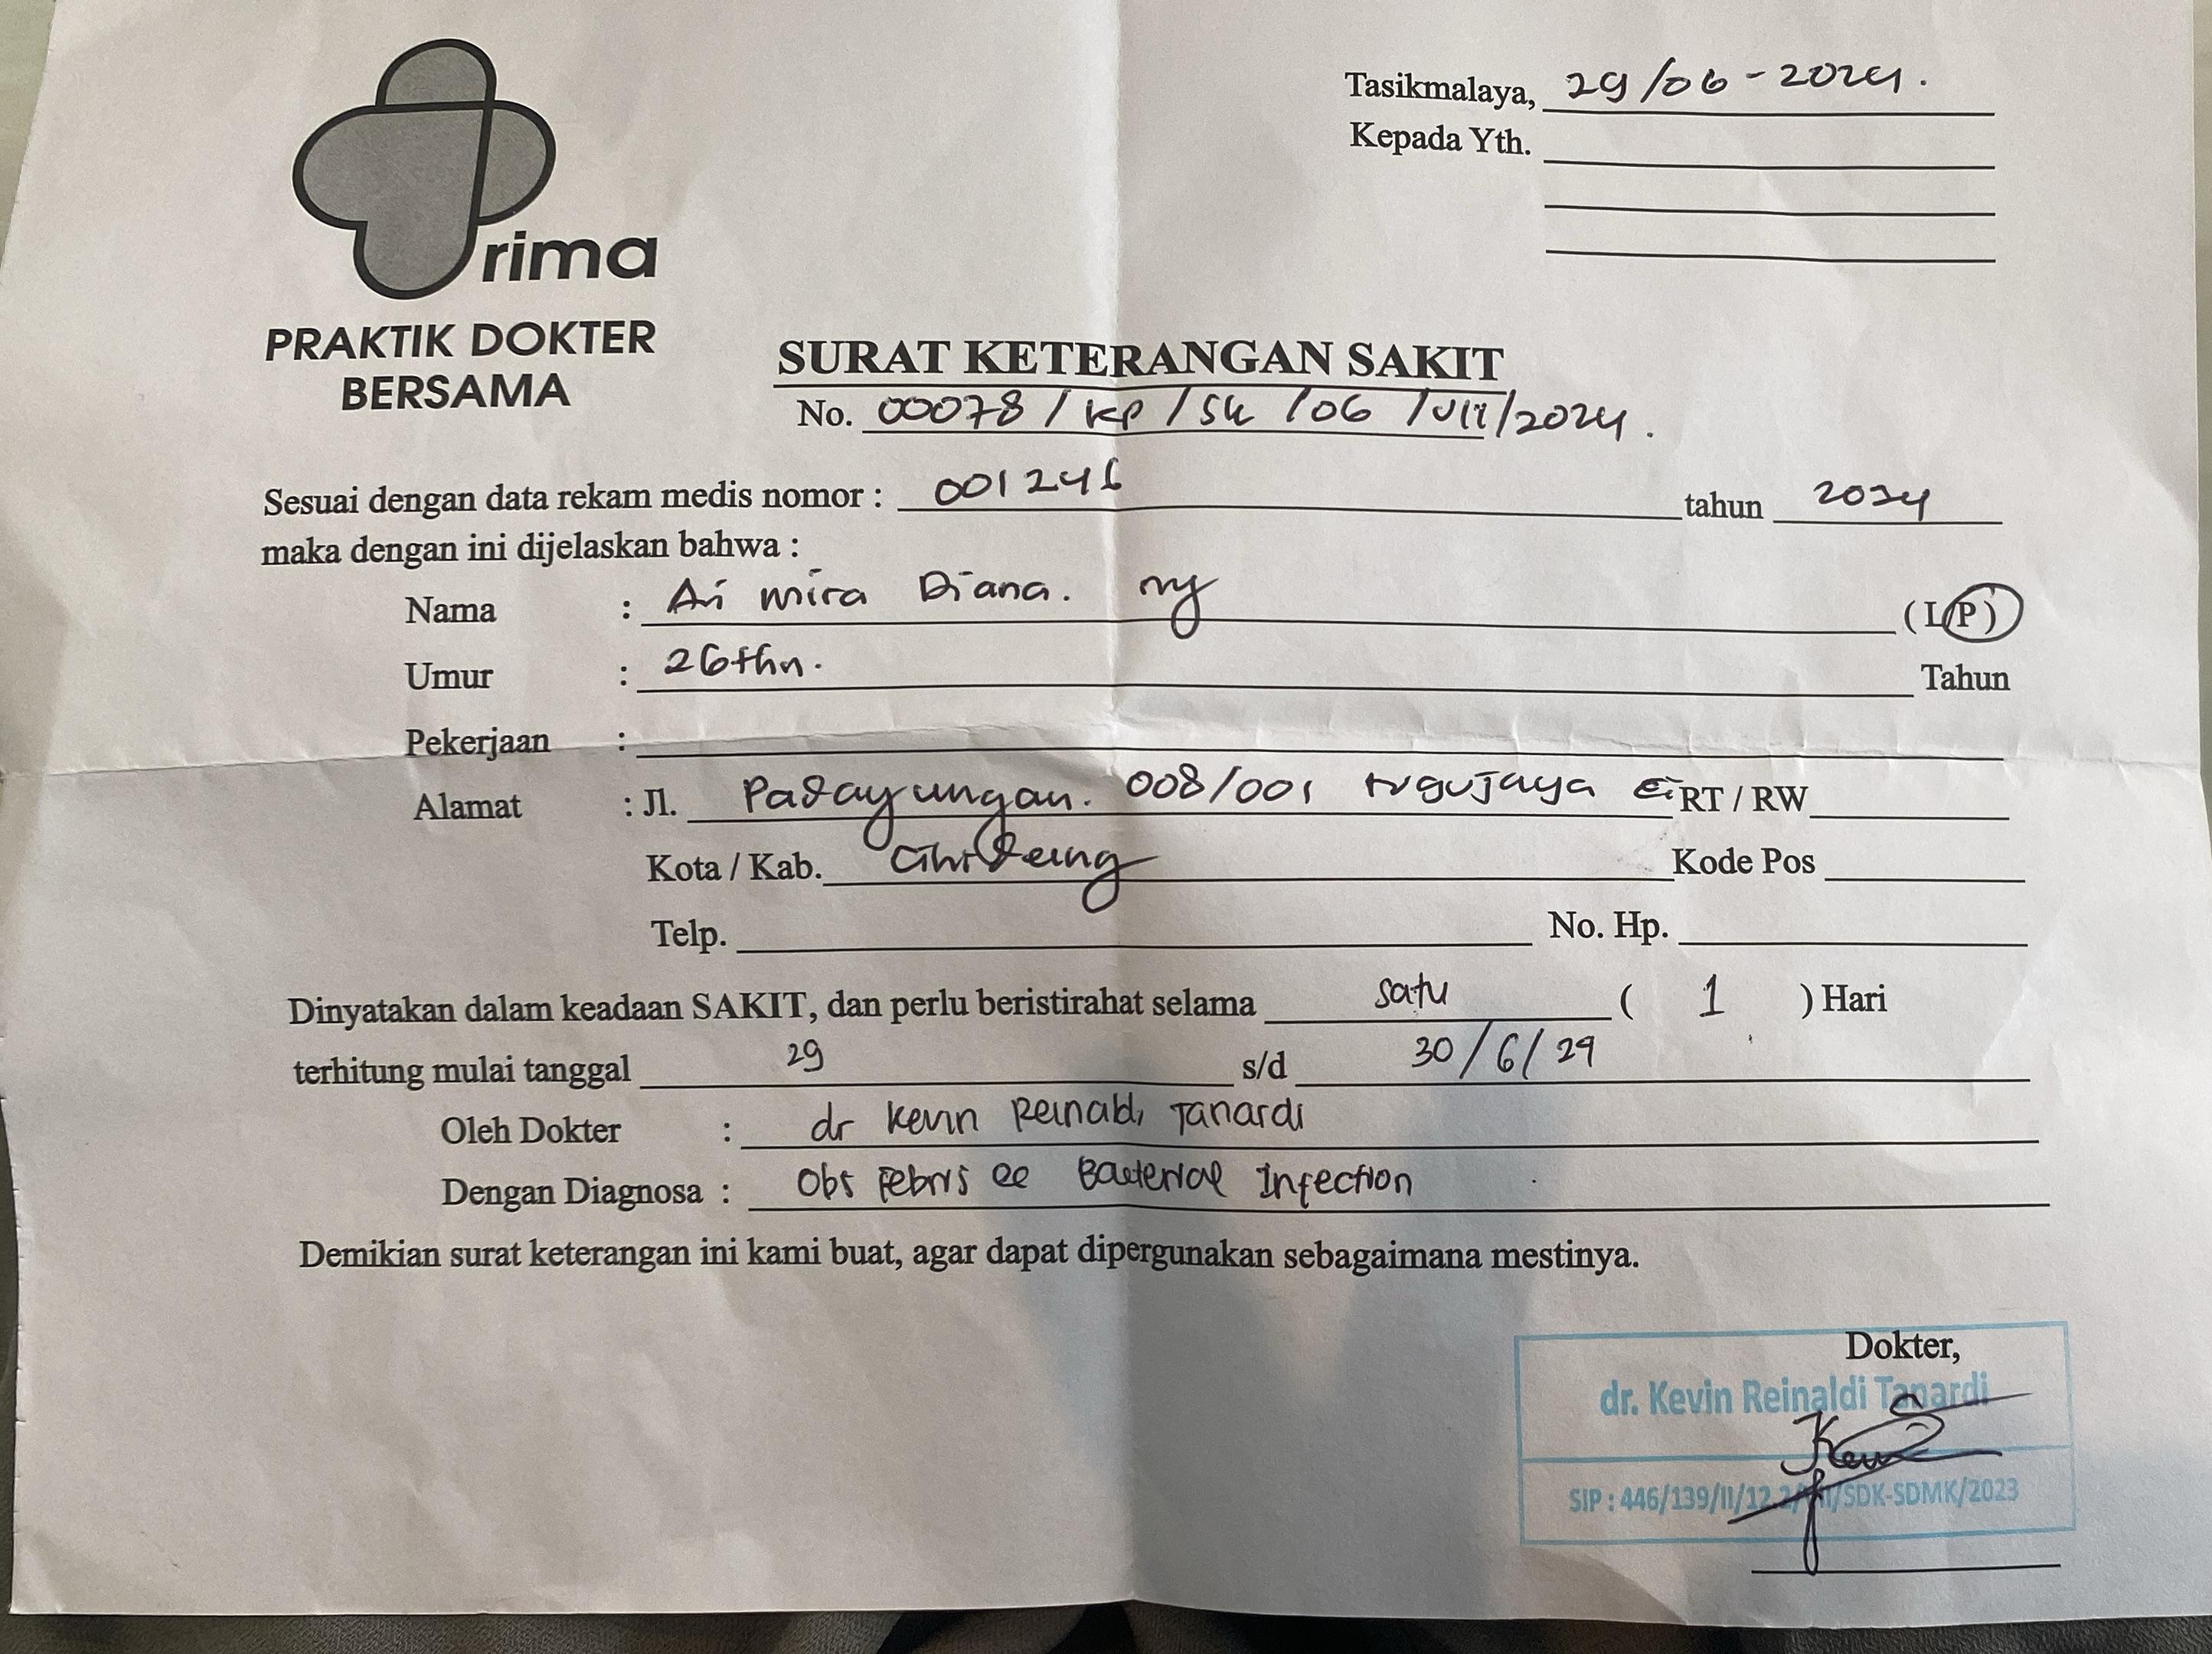 Prima
PRAKTIK DOKTER
BERSAMA
Tasikmalaya, 29/06-2024.
Kepada Yth.
SURAT KETERANGAN SAKIT
No. 00078 / KP / SK / 06 / VII/2024.
Sesuai dengan data rekam medis nomor : 001246 tahun 2024
maka dengan ini dijelaskan bahwa :
Nama : Ai mira Diana. ny (L/P)
Umur : 26thn. Tahun
Pekerjaan :
Alamat : Jl. Padayungan. 008/001 RT / RW
Kota / Kab. Cihideung Kode Pos
Telp. No. Hp.
Dinyatakan dalam keadaan SAKIT, dan perlu beristirahat selama satu ( 1 ) Hari
terhitung mulai tanggal 29 s/d 30/6/24
Oleh Dokter : dr Kevin Reinaldi Tanardi
Dengan Diagnosa : Obs Febris ec Bacterial Infection
Demikian surat keterangan ini kami buat, agar dapat dipergunakan sebagaimana mestinya.
Dokter,
dr. Kevin Reinaldi Tanardi
SIP : 446/139/II/12.2/ /SDK-SDMK/2023